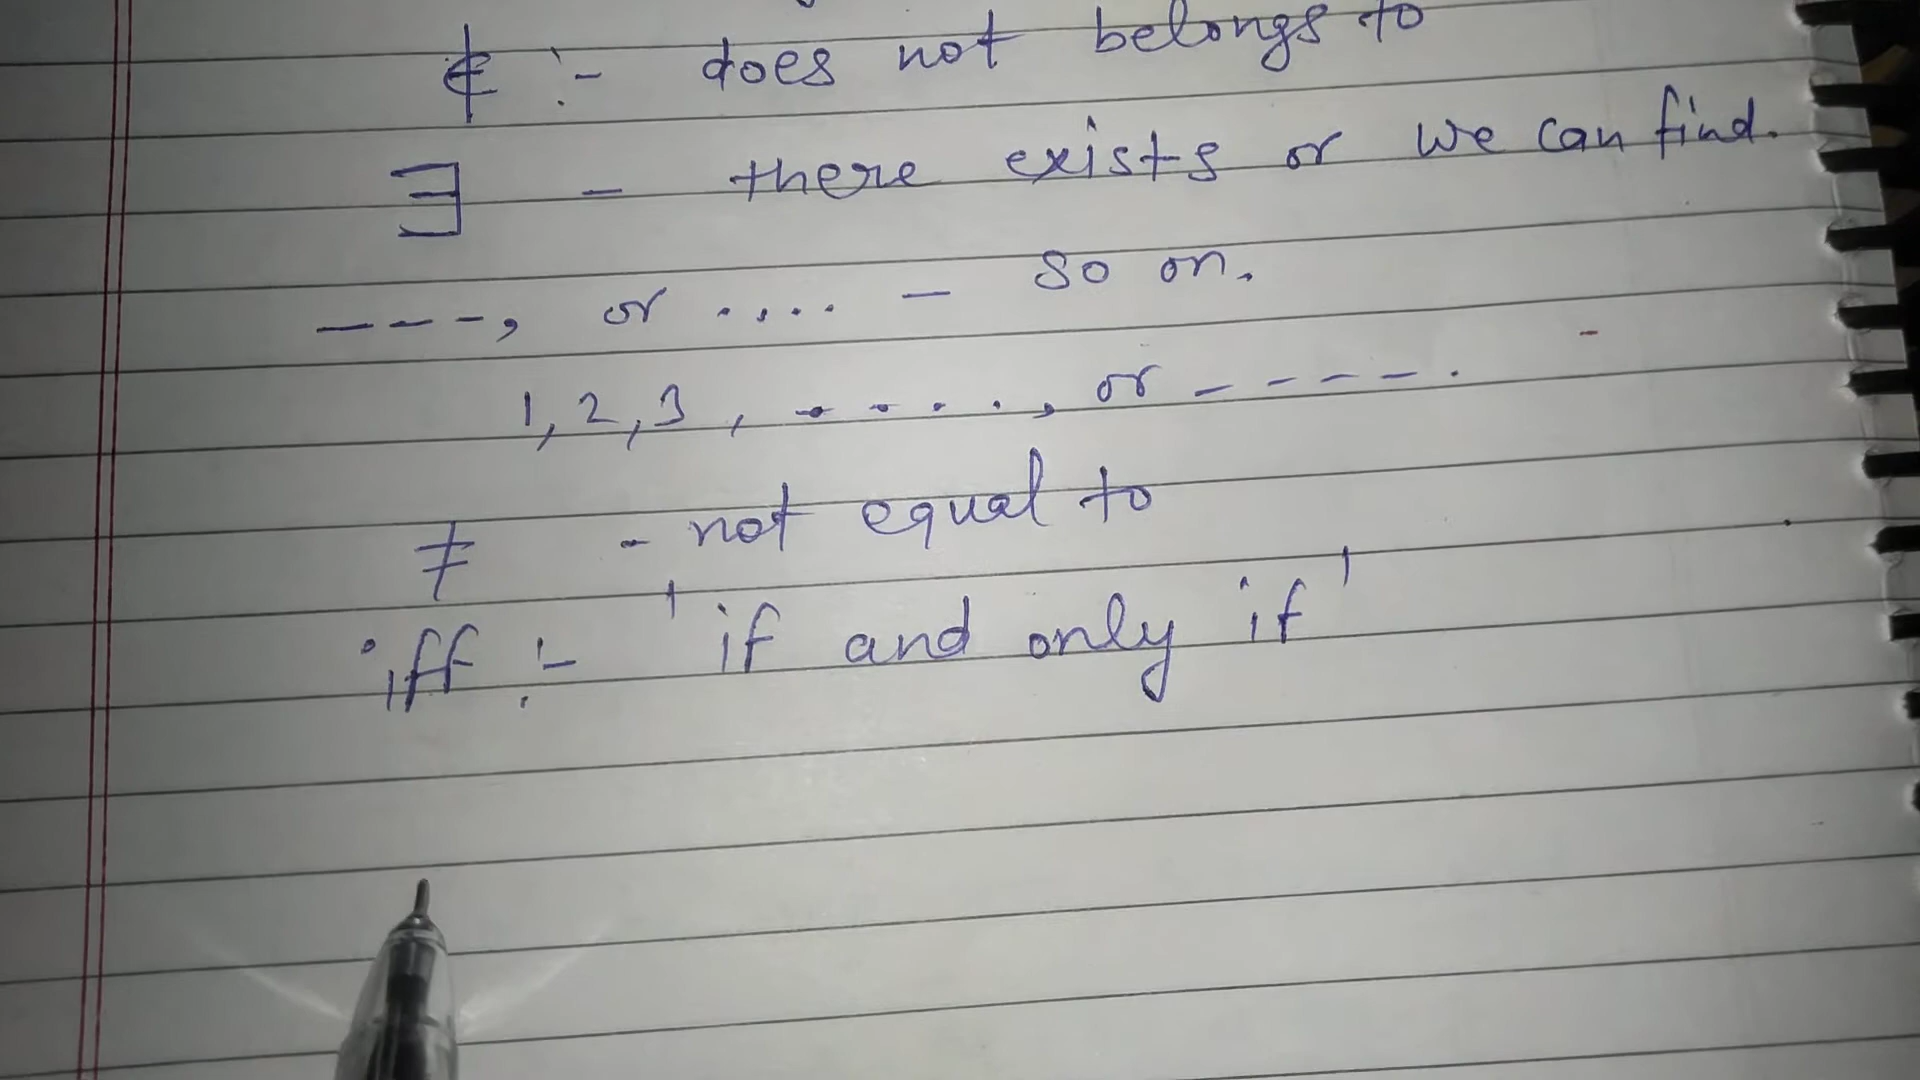 ∉ :- does not belongs to
∃ - there exists or we can find.
---, or .... - so on.
1, 2, 3, ....., or ----.
≠ - not equal to
iff :- 'if and only if'